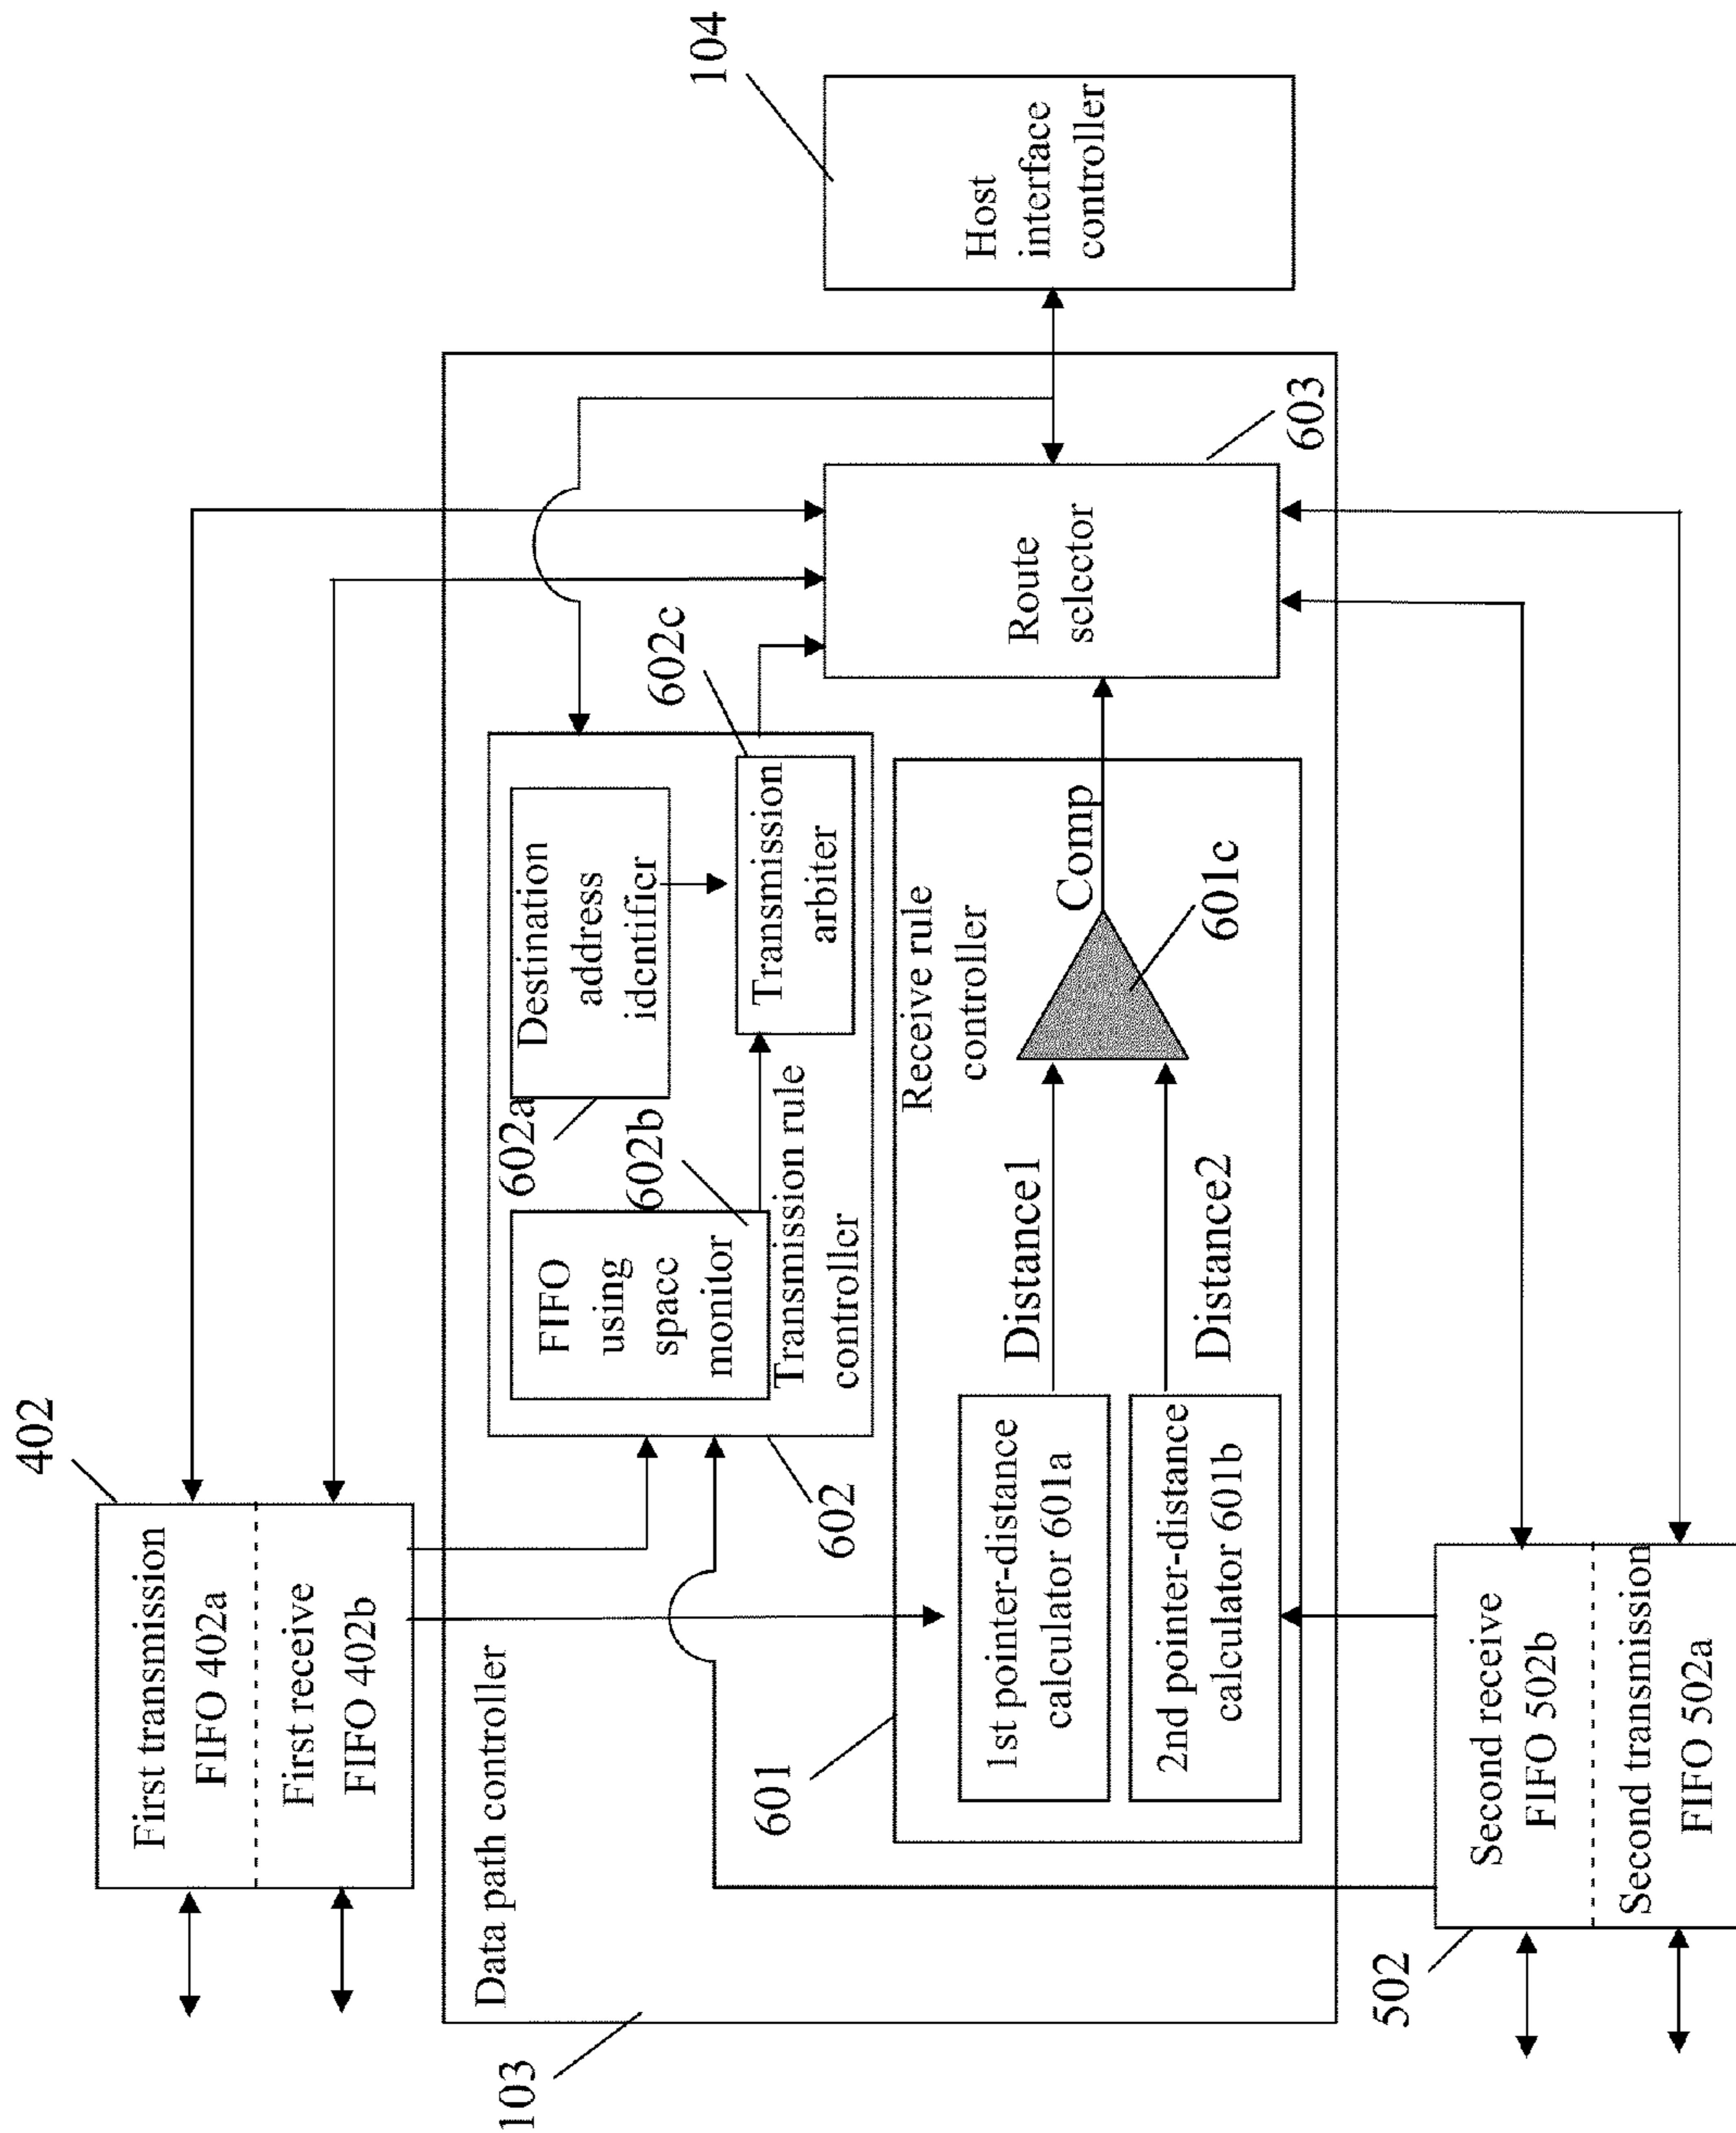 402
First transmission
FIFO 402a
First receive
FIFO 402b
103
Data path controller
602
FIFO
using
space
monitor
602b
602a
Destination
address
identifier
602c
Transmission
arbiter
Transmission rule
controller
601
Receive rule
controller
1st pointer-distance
calculator 601a
2nd pointer-distance
calculator 601b
Distance1
Distance2
Comp
601c
Route
selector
603
Host
interface
controller
104
502
Second receive
FIFO 502b
Second transmission
FIFO 502a